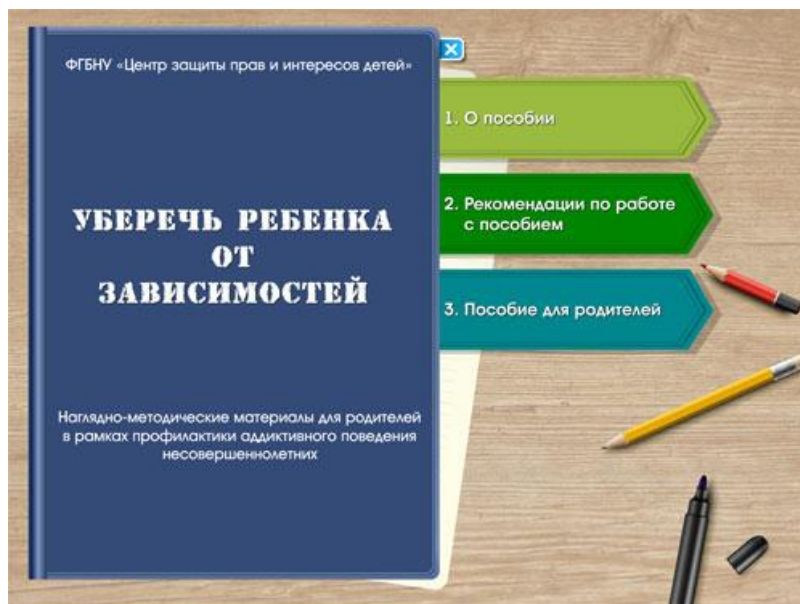 ФГБНУ «Центр защиты прав и интересов детей»
УБЕРЕЧЬ РЕБЕНКА
ОТ
ЗАВИСИМОСТЕЙ
Наглядно-методические материалы для родителей
в рамках профилактики аддиктивного поведения
несовершеннолетних
1. О пособии
2. Рекомендации по работе
с пособием
3. Пособие для родителей